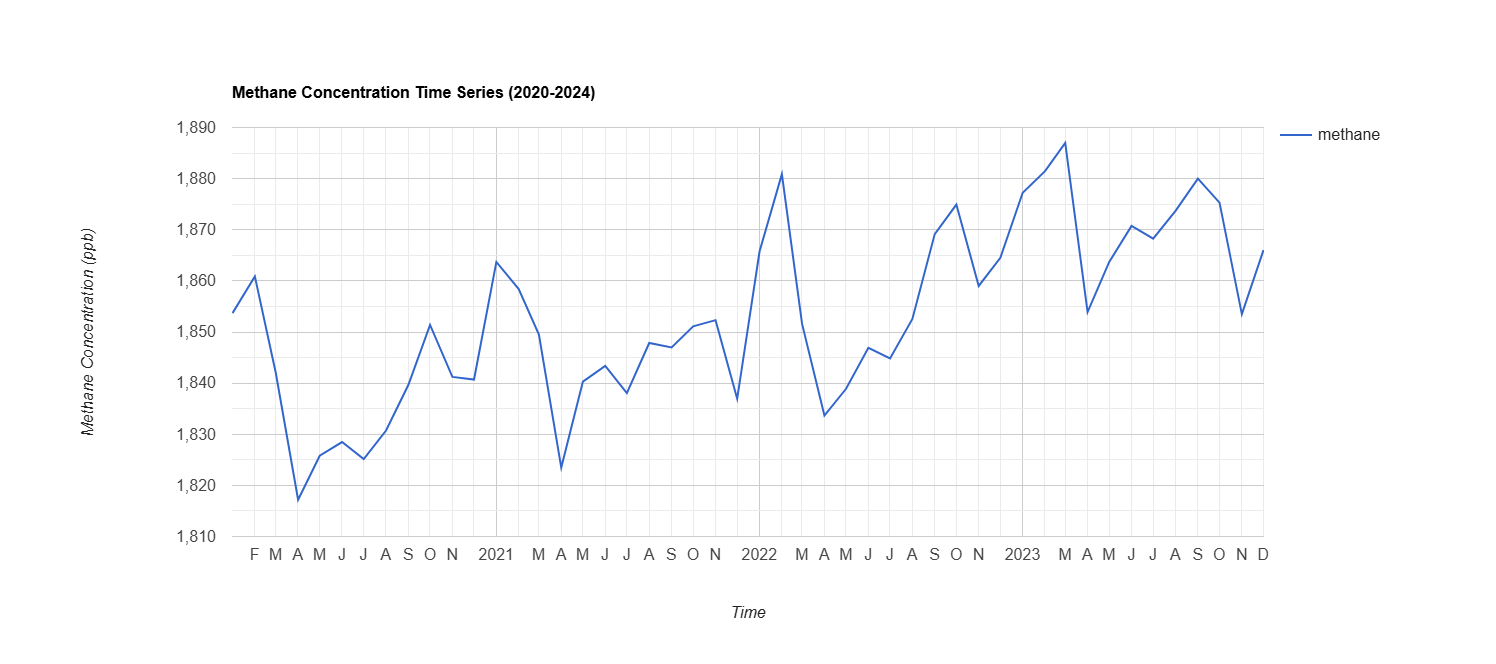 Methane Concentration Time Series (2020-2024)
1,890
1,880
1,870
1,860
1,850
1,840
1,830
1,820
1,810
Methane Concentration (ppb)
F M A M J J A S O N 2021 M A M J J A S O N 2022 M A M J J A S O N 2023 M A M J J A S O N D
Time
methane